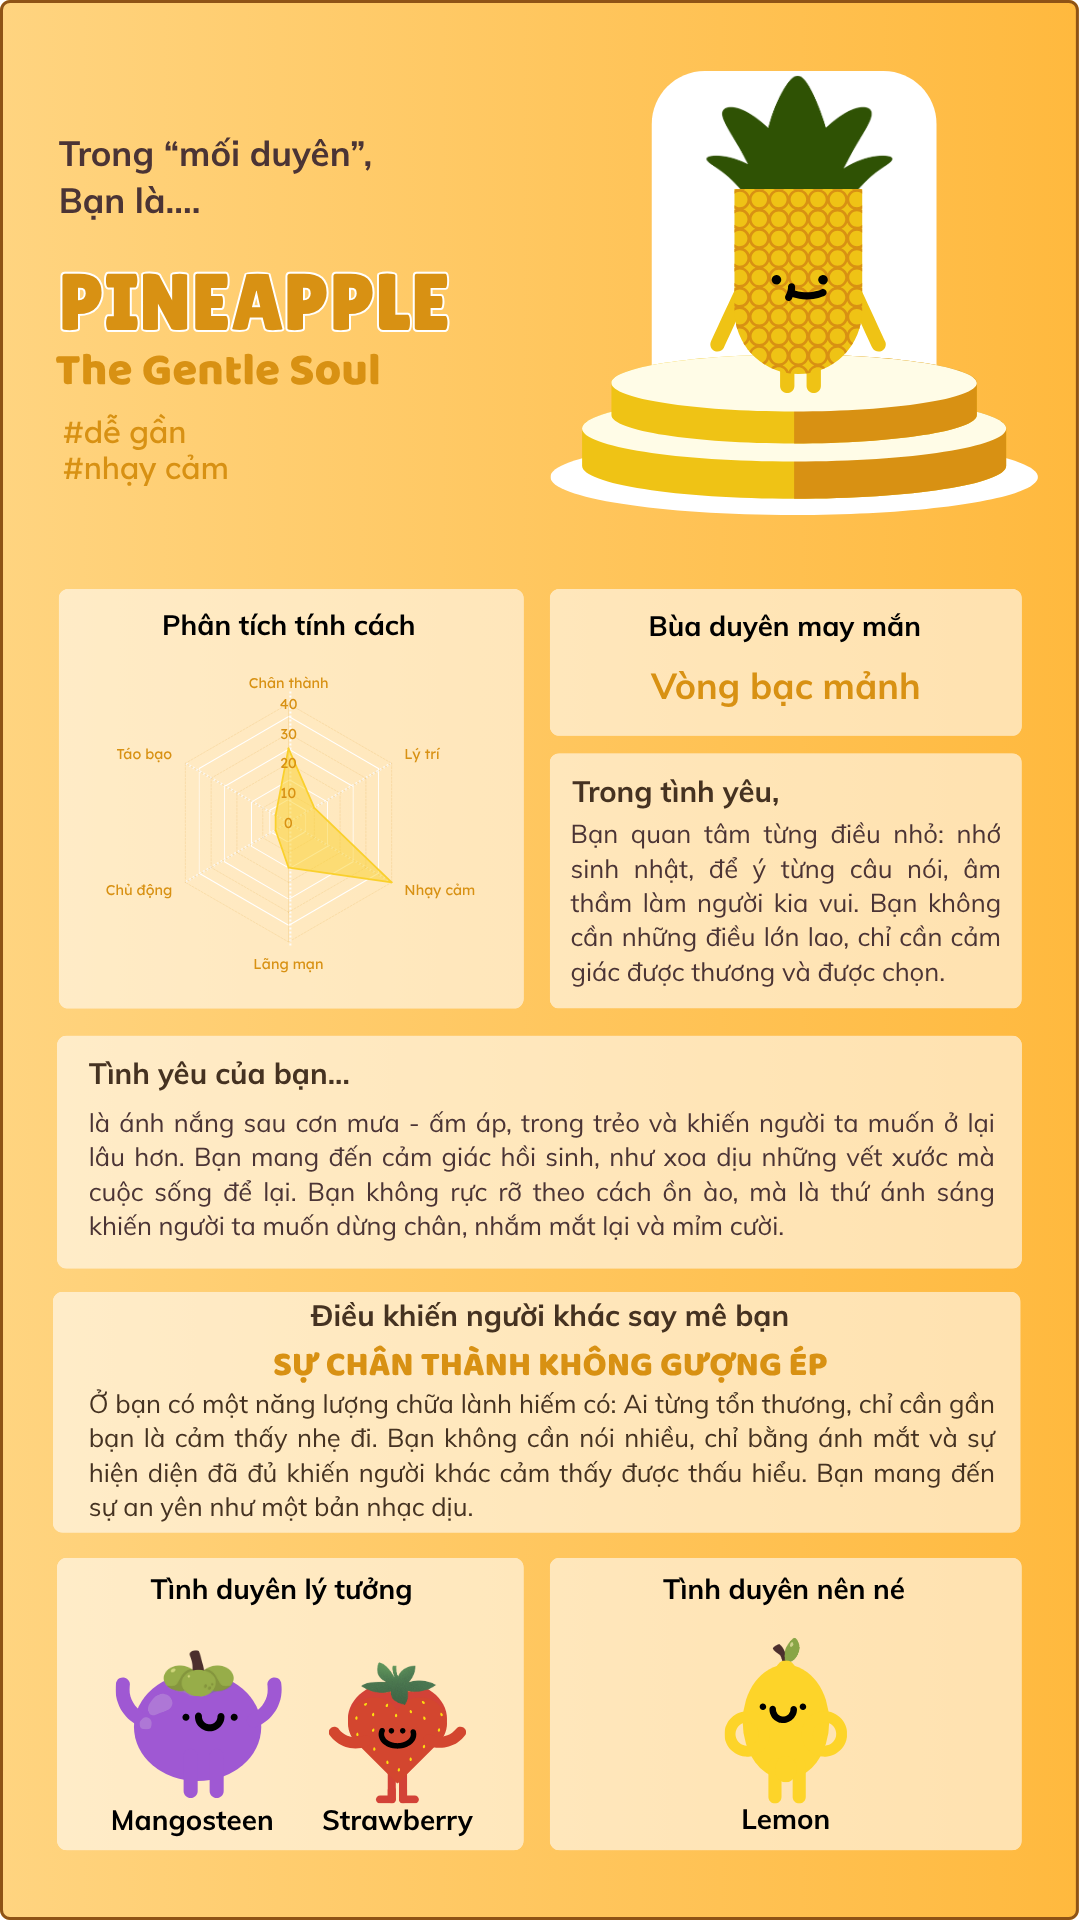 Trong “mối duyên”,
Bạn là....
PINEAPPLE
The Gentle Soul
#dễ gần
#nhạy cảm
Phân tích tính cách
Chân thành
40
30
20
10
0
Táo bạo
Lý trí
Chủ động
Nhạy cảm
Lãng mạn
Bùa duyên may mắn
Vòng bạc mảnh
Trong tình yêu,
Bạn quan tâm từng điều nhỏ: nhớ
sinh nhật, để ý từng câu nói, âm
thầm làm người kia vui. Bạn không
cần những điều lớn lao, chỉ cần cảm
giác được thương và được chọn.
Tình yêu của bạn...
là ánh nắng sau cơn mưa - ấm áp, trong trẻo và khiến người ta muốn ở lại
lâu hơn. Bạn mang đến cảm giác hồi sinh, như xoa dịu những vết xước mà
cuộc sống để lại. Bạn không rực rỡ theo cách ồn ào, mà là thứ ánh sáng
khiến người ta muốn dừng chân, nhắm mắt lại và mỉm cười.
Điều khiến người khác say mê bạn
SỰ CHÂN THÀNH KHÔNG GƯỢNG ÉP
Ở bạn có một năng lượng chữa lành hiếm có: Ai từng tổn thương, chỉ cần gần
bạn là cảm thấy nhẹ đi. Bạn không cần nói nhiều, chỉ bằng ánh mắt và sự
hiện diện đã đủ khiến người khác cảm thấy được thấu hiểu. Bạn mang đến
sự an yên như một bản nhạc dịu.
Tình duyên lý tưởng
Mangosteen
Strawberry
Tình duyên nên né
Lemon